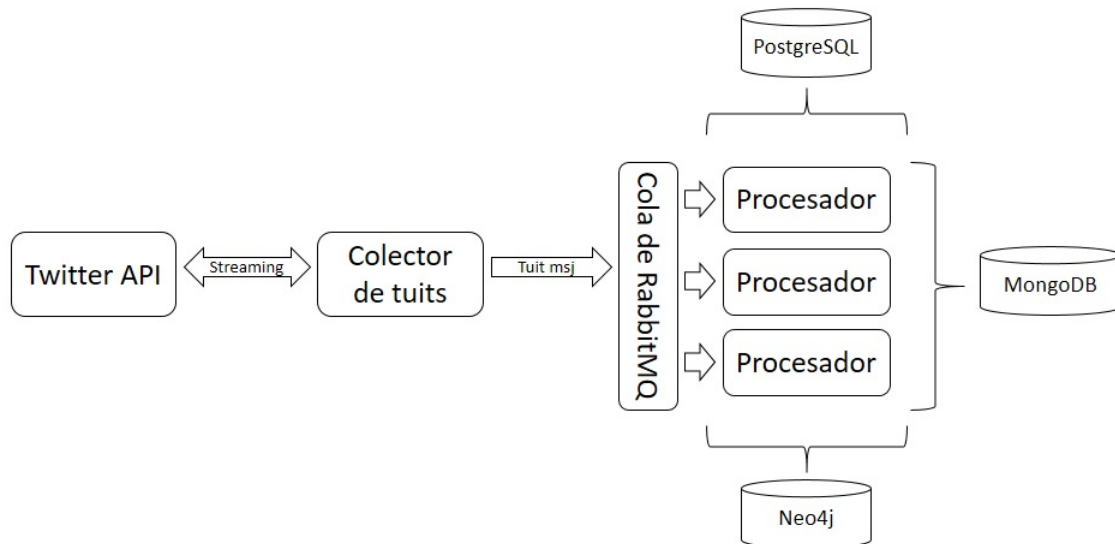 PostgreSQL
Twitter API
Streaming
Colector
de tuits
Tuit msj
Cola de RabbitMQ
Procesador
Procesador
Procesador
MongoDB
Neo4j